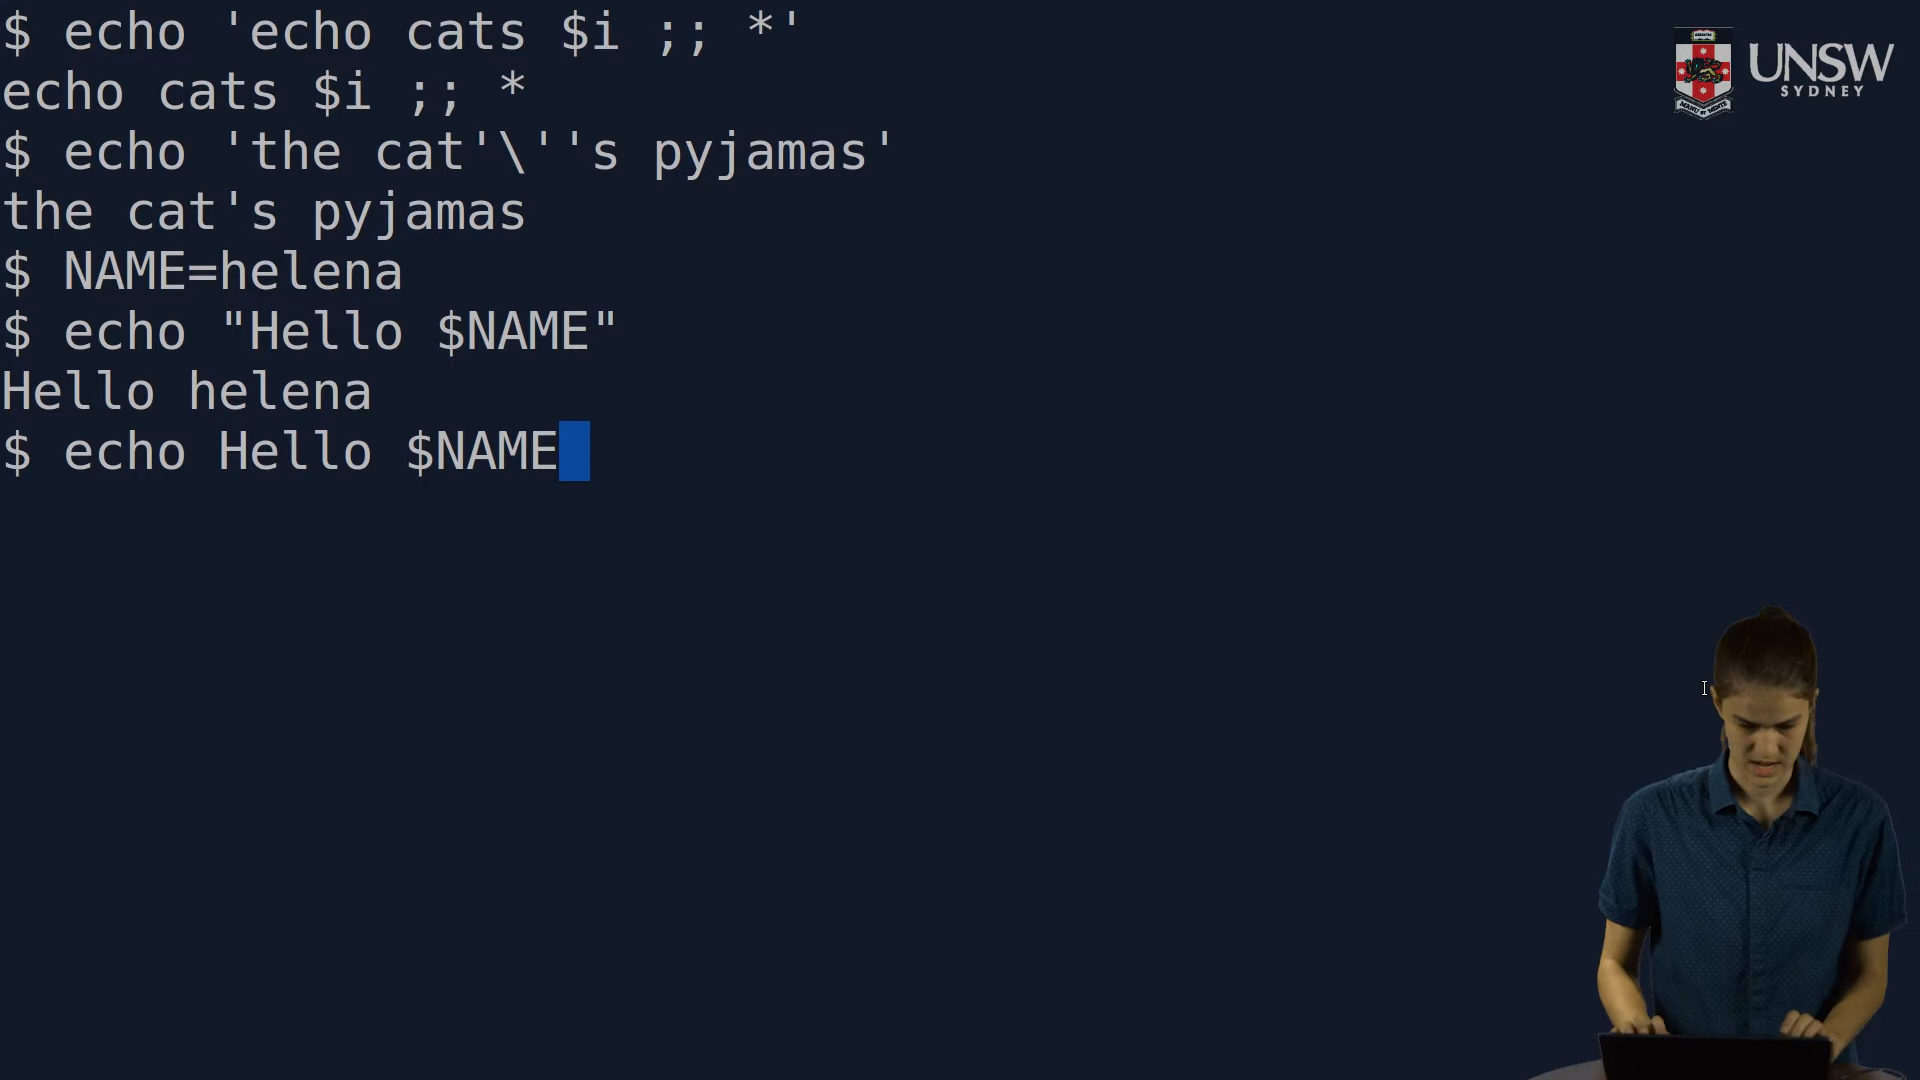 $ echo 'echo cats $i ;; *'
echo cats $i ;; *
$ echo 'the cat'\''s pyjamas'
the cat's pyjamas
$ NAME=helena
$ echo "Hello $NAME"
Hello helena
$ echo Hello $NAME
UNSW
SYDNEY